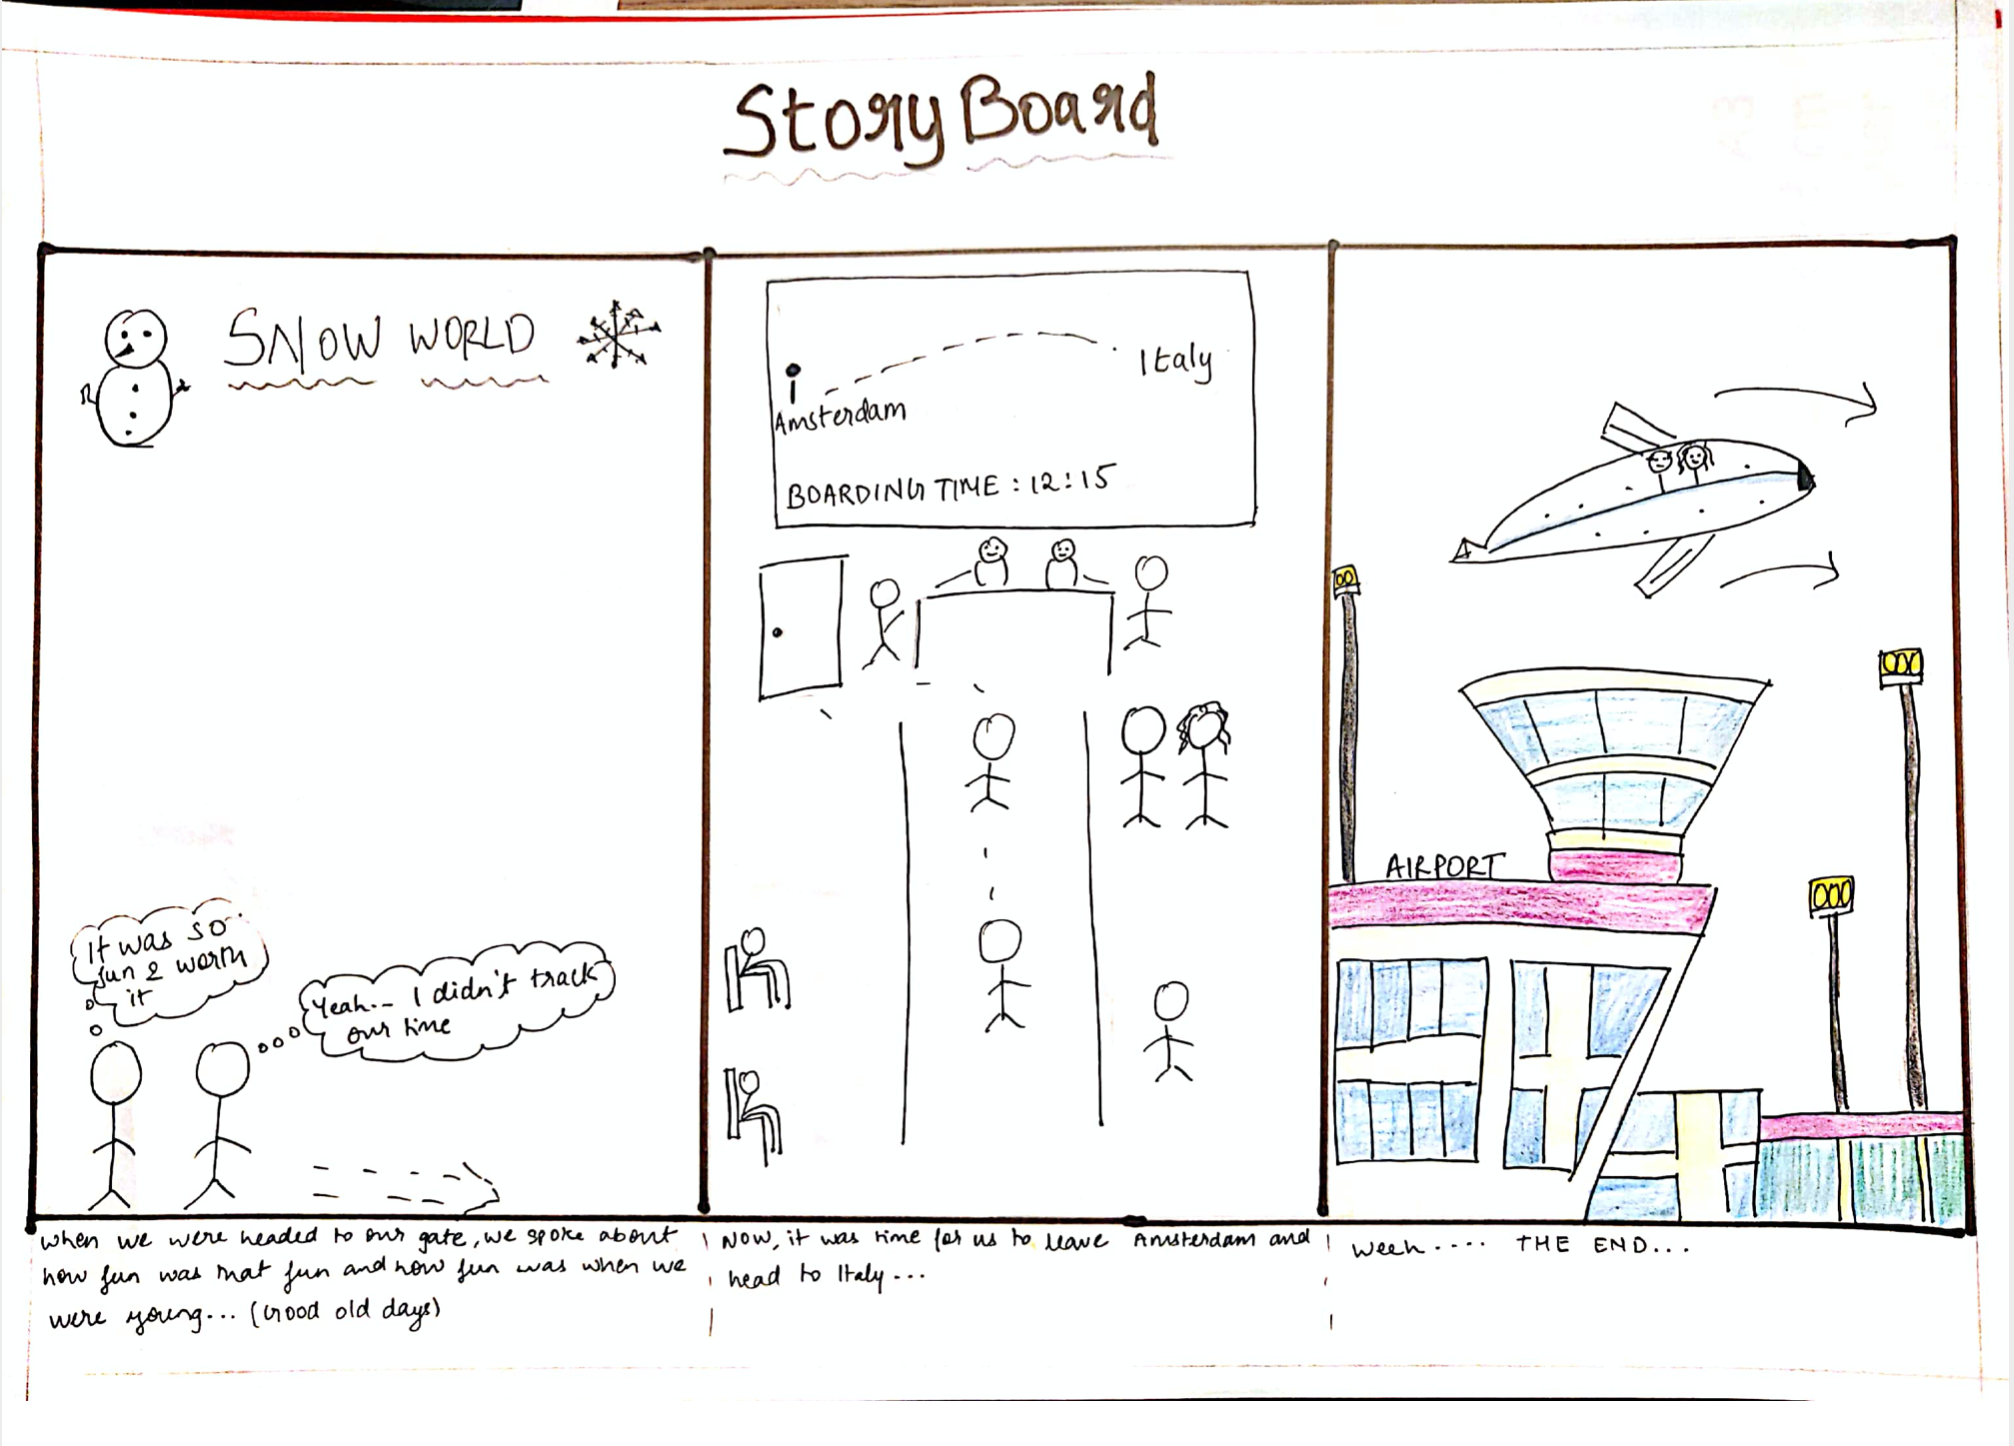 Story Board
SNOW WORLD
It was so
fun & worth
it
Yeah.. I didn't track
our time
when we were headed to our gate, we spoke about
how fun was that fun and how fun was when we
were young... (Good old days)
Italy
Amsterdam
BOARDING TIME : 12:15
NOW, it was time for us to leave Amsterdam and
head to Italy...
AIRPORT
Weeh.... THE END...